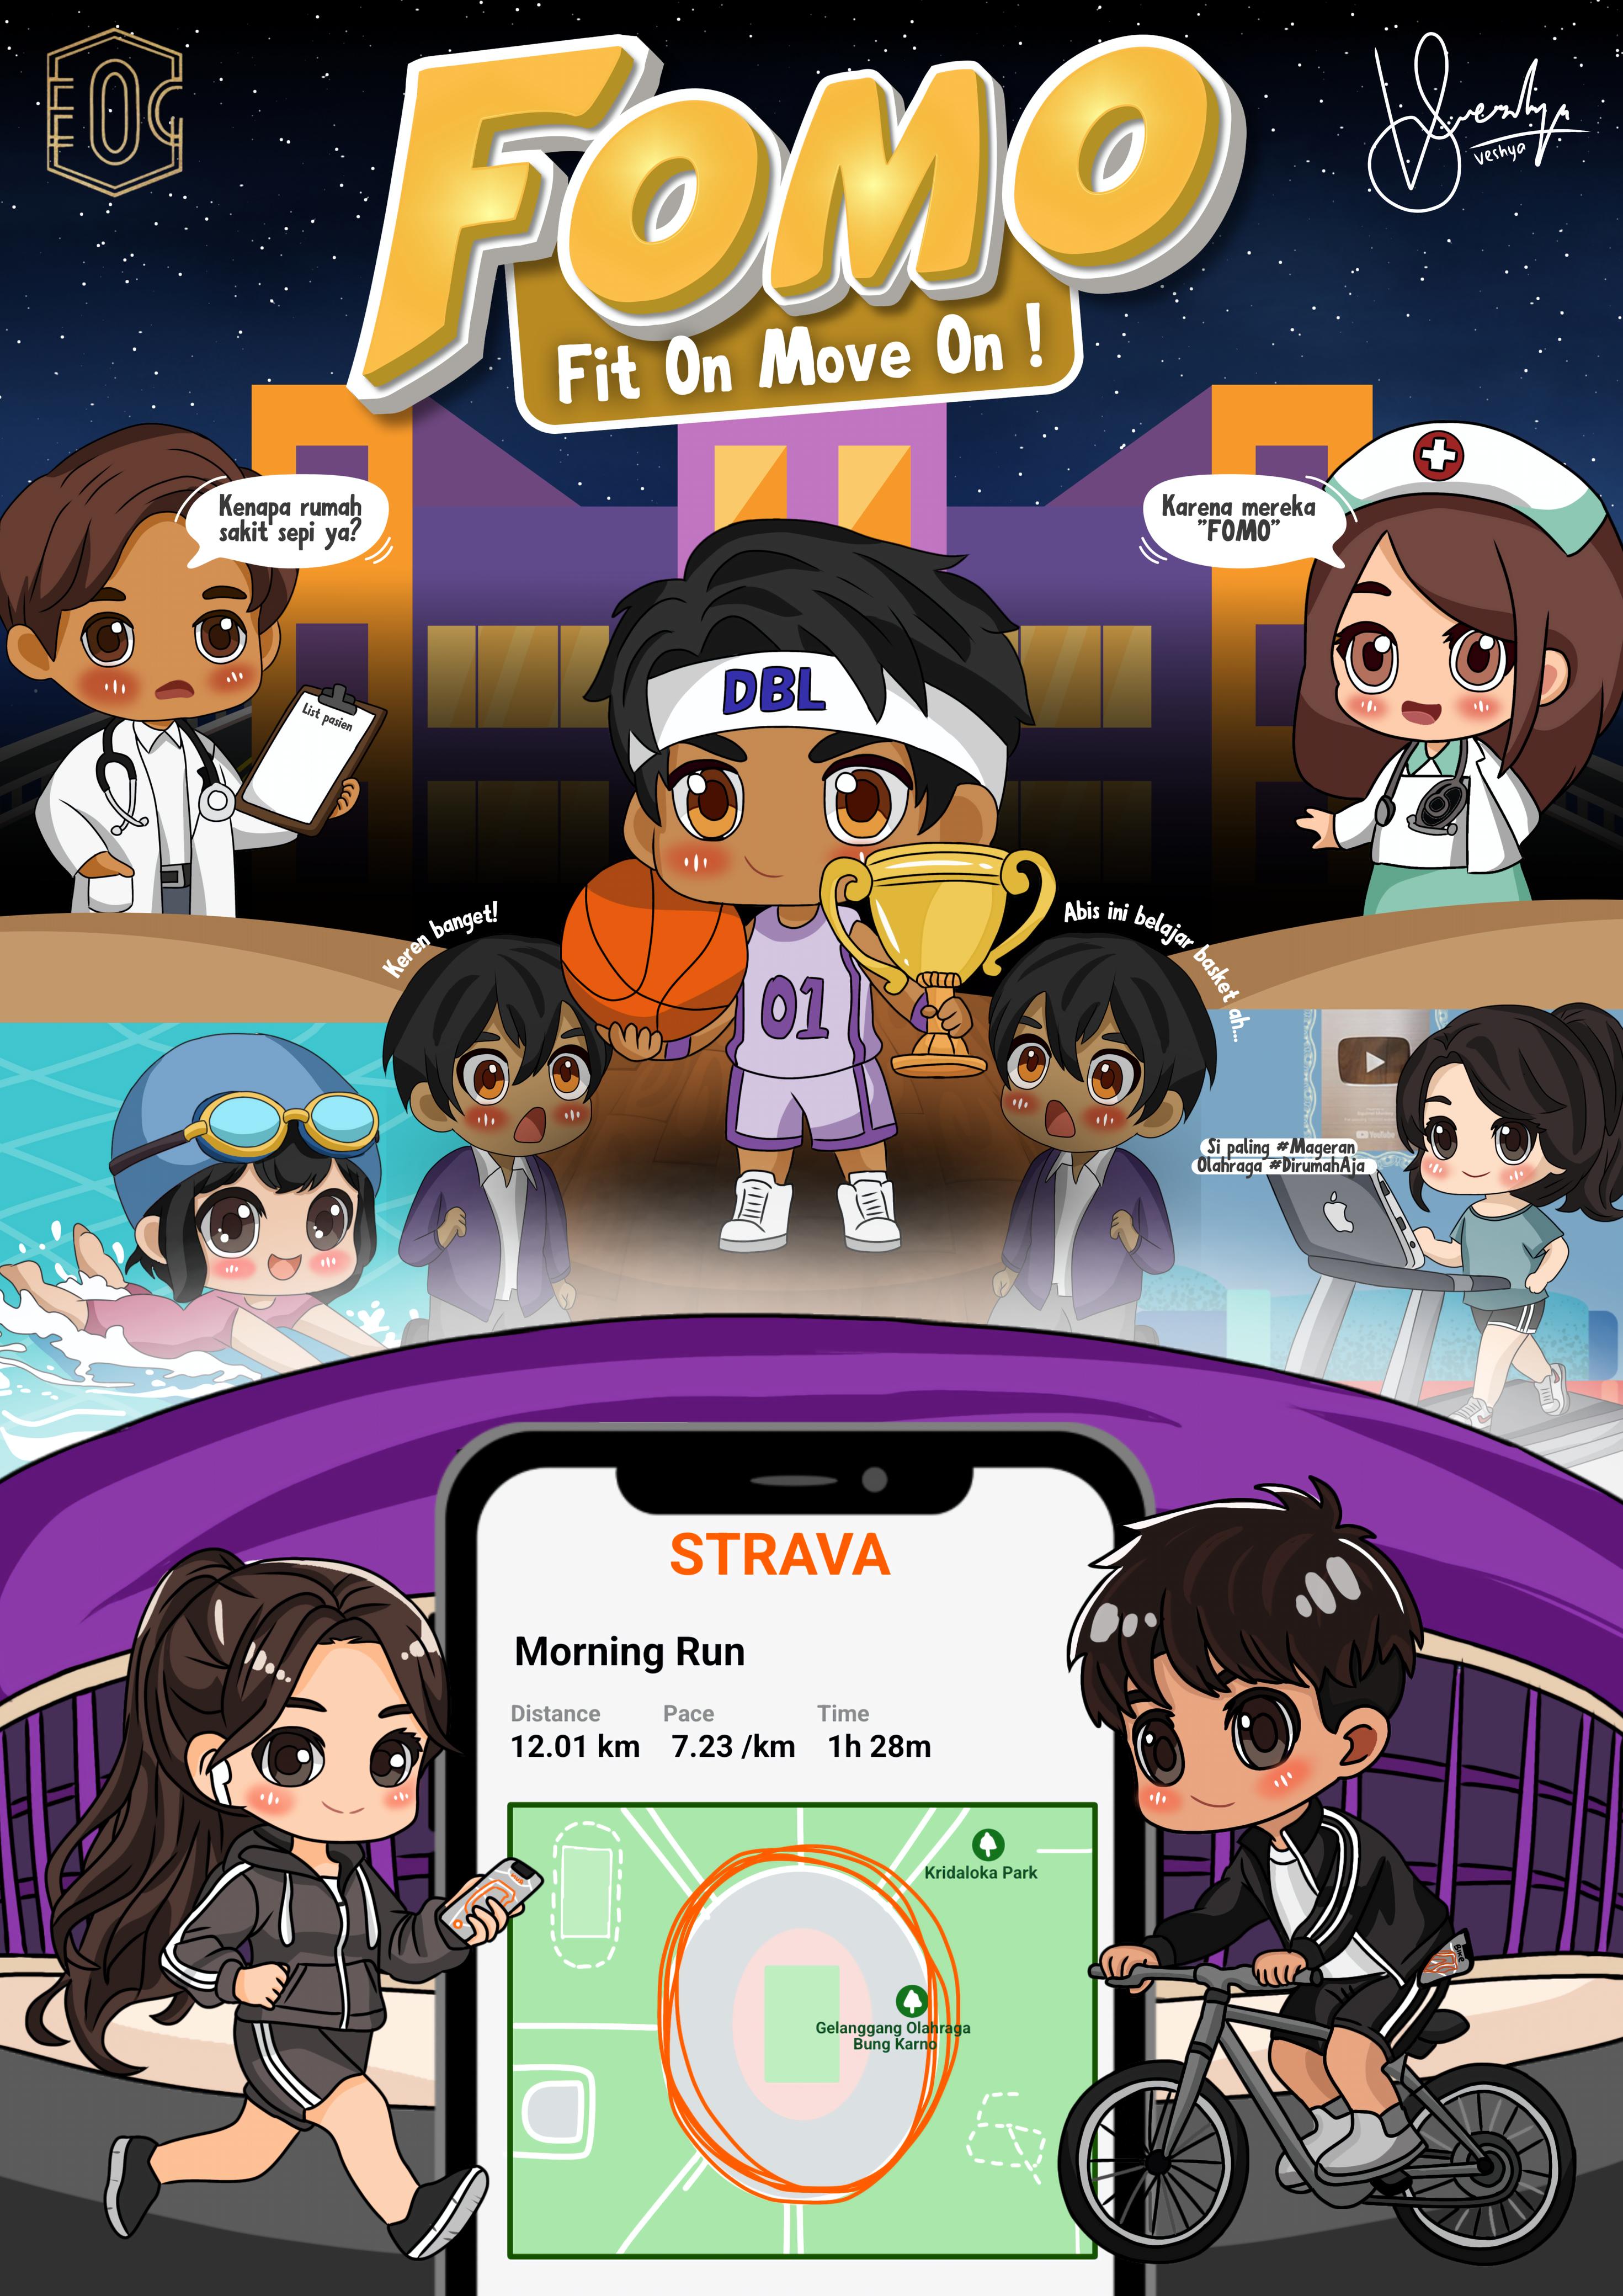 EOC
veshya
FOMO
Fit On Move On !
Kenapa rumah
sakit sepi ya?
Karena mereka
"FOMO"
List pasien
DBL
01
Keren banget!
Abis ini belajar basket ah...
Si paling #Mageran
Olahraga #DirumahAja
YouTube
STRAVA
Morning Run
Distance Pace Time
12.01 km 7.23 /km 1h 28m
Kridaloka Park
Gelanggang Olahraga
Bung Karno